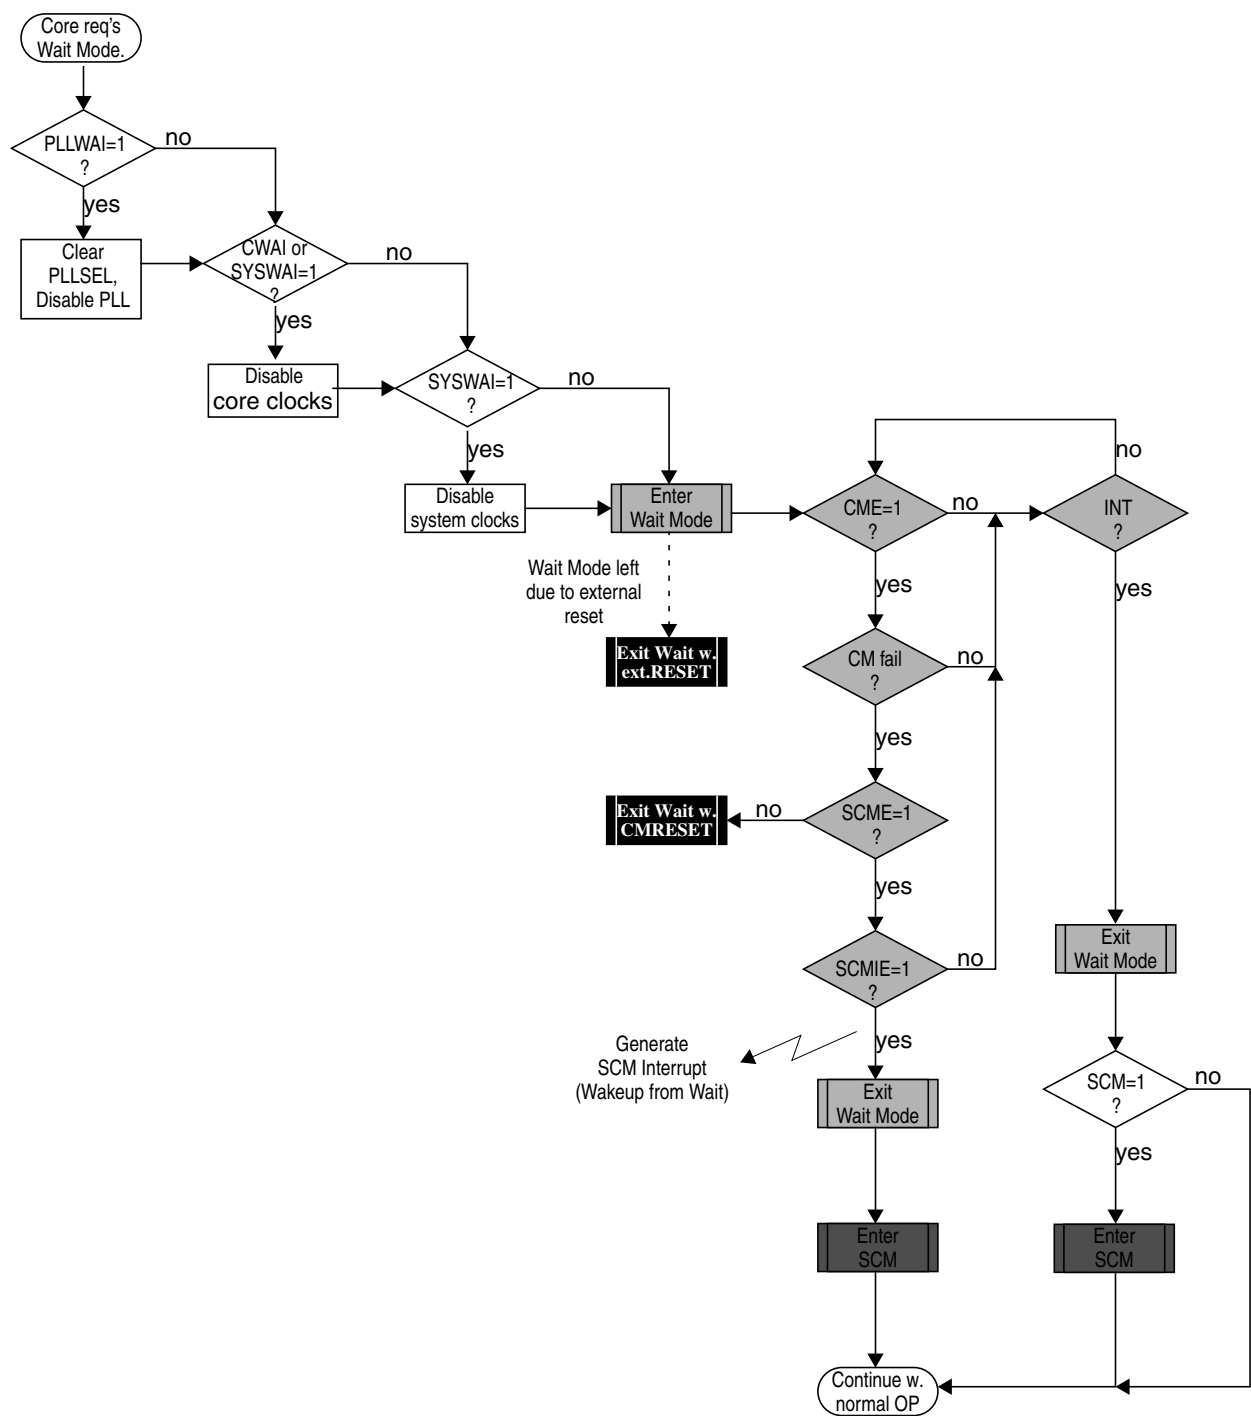 Core req's
Wait Mode.
PLLWAI=1
?
no
yes
Clear
PLLSEL,
Disable PLL
CWAI or
SYSWAI=1
?
no
yes
Disable
core clocks
SYSWAI=1
?
no
yes
Disable
system clocks
Enter
Wait Mode
Wait Mode left
due to external
reset
Exit Wait w.
ext.RESET
CME=1
?
no
yes
INT
?
no
yes
CM fail
?
no
yes
SCME=1
?
no
yes
Exit Wait w.
CMRESET
SCMIE=1
?
no
yes
Generate
SCM Interrupt
(Wakeup from Wait)
Exit
Wait Mode
Enter
SCM
Exit
Wait Mode
SCM=1
?
no
yes
Enter
SCM
Continue w.
normal OP